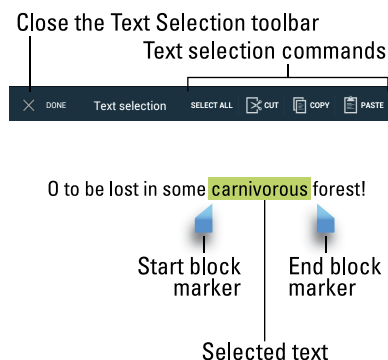 Close the Text Selection toolbar
Text selection commands
DONE Text selection SELECT ALL CUT COPY PASTE
O to be lost in some carnivorous forest!
Start block
marker
End block
marker
Selected text